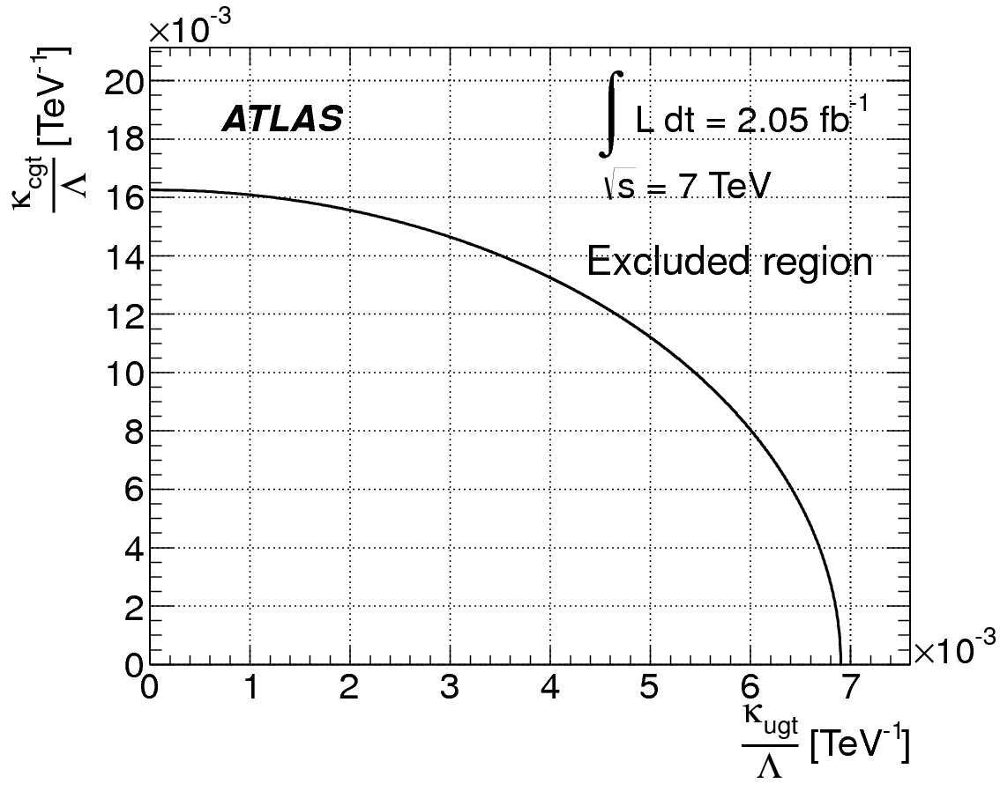 ×10⁻³
κcgt/Λ [TeV⁻¹]
20
18
16
14
12
10
8
6
4
2
0
ATLAS
∫ L dt = 2.05 fb⁻¹
√s = 7 TeV
Excluded region
0 1 2 3 4 5 6 7
×10⁻³
κugt/Λ [TeV⁻¹]